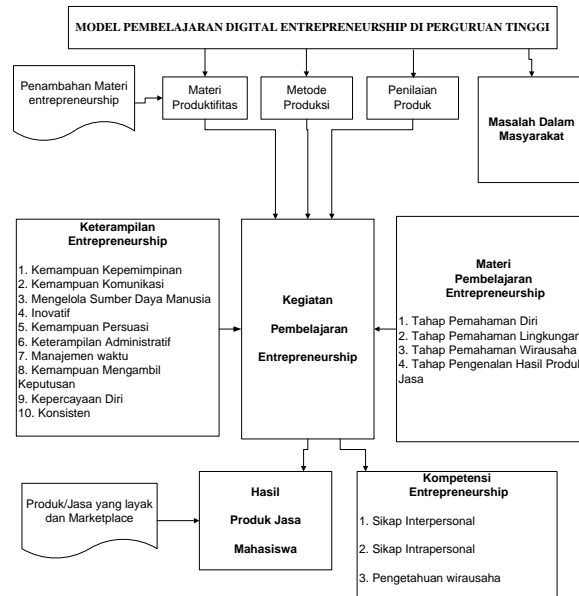 MODEL PEMBELAJARAN DIGITAL ENTREPRENEURSHIP DI PERGURUAN TINGGI
Penambahan Materi
entrepreneurship
Materi
Produktifitas
Metode
Produksi
Penilaian
Produk
Masalah Dalam
Masyarakat
Keterampilan
Entrepreneurship
1. Kemampuan Kepemimpinan
2. Kemampuan Komunikasi
3. Mengelola Sumber Daya Manusia
4. Inovatif
5. Kemampuan Persuasi
6. Keterampilan Administratif
7. Manajemen waktu
8. Kemampuan Mengambil
Keputusan
9. Kepercayaan Diri
10. Konsisten
Kegiatan
Pembelajaran
Entrepreneurship
Materi
Pembelajaran
Entrepreneurship
1. Tahap Pemahaman Diri
2. Tahap Pemahaman Lingkungan
3. Tahap Pemahaman Wirausaha
4. Tahap Pengenalan Hasil Produk
Jasa
Produk/Jasa yang layak
dan Marketplace
Hasil
Produk Jasa
Mahasiswa
Kompetensi
Entrepreneurship
1. Sikap Interpersonal
2. Sikap Intrapersonal
3. Pengetahuan wirausaha